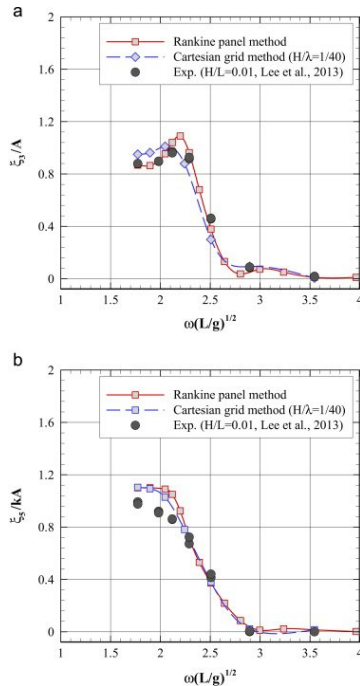 a
2
Rankine panel method
Cartesian grid method (H/λ=1/40)
Exp. (H/L=0.01, Lee et al., 2013)
1.6
1.2
ξ₃/A
0.8
0.4
0
1 1.5 2 2.5 3 3.5 4
ω(L/g)^1/2
b
2
Rankine panel method
Cartesian grid method (H/λ=1/40)
Exp. (H/L=0.01, Lee et al., 2013)
1.6
1.2
ξ₅/kA
0.8
0.4
0
1 1.5 2 2.5 3 3.5 4
ω(L/g)^1/2